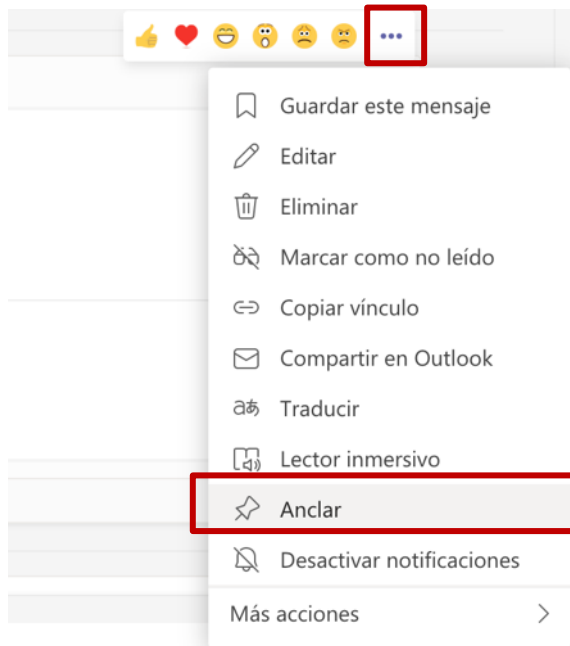 Guardar este mensaje
Editar
Eliminar
Marcar como no leído
Copiar vínculo
Compartir en Outlook
Traducir
Lector inmersivo
Anclar
Desactivar notificaciones
Más acciones